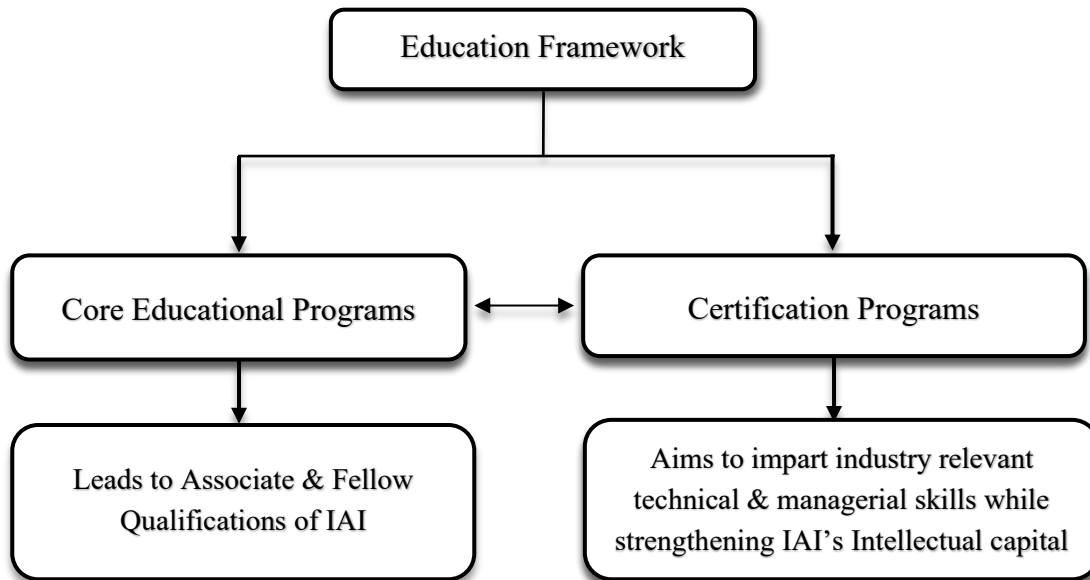 Education Framework
Core Educational Programs
Certification Programs
Leads to Associate & Fellow
Qualifications of IAI
Aims to impart industry relevant
technical & managerial skills while
strengthening IAI’s Intellectual capital